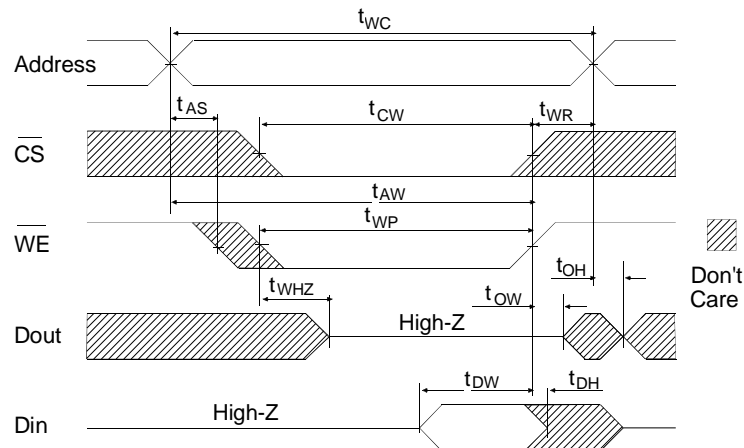 tWC
Address
tAS
tCW
tWR
CS
tAW
tWP
WE
tOH
Don't
Care
tWHZ
tOW
Dout
High-Z
tDW
tDH
Din
High-Z